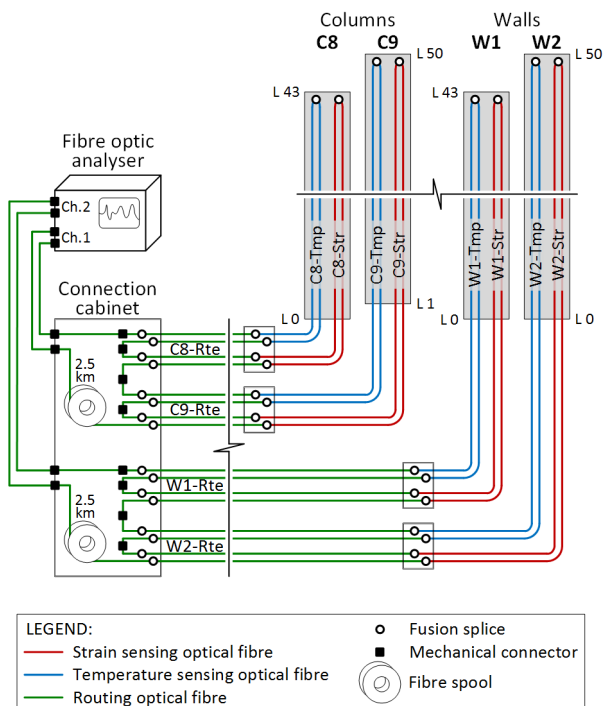 Columns
Walls
C8
C9
W1
W2
L 50
L 50
L 43
L 43
Fibre optic
analyser
Ch.2
Ch.1
C8-Tmp
C8-Str
C9-Tmp
C9-Str
W1-Tmp
W1-Str
W2-Tmp
W2-Str
Connection
cabinet
L 1
L 0
L 0
L 0
C8-Rte
2.5
km
C9-Rte
W1-Rte
2.5
km
W2-Rte
LEGEND:
Strain sensing optical fibre
Temperature sensing optical fibre
Routing optical fibre
Fusion splice
Mechanical connector
Fibre spool